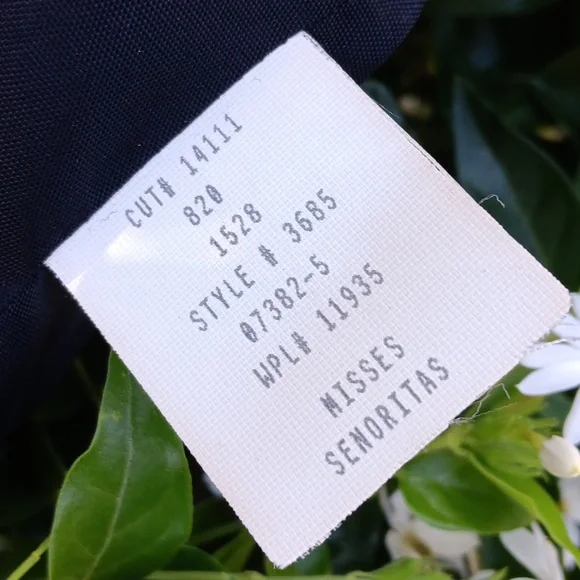 CUT# 14111
820
1528
STYLE # 3685
07382-5
WPL# 11935
MISSES
SENORITAS